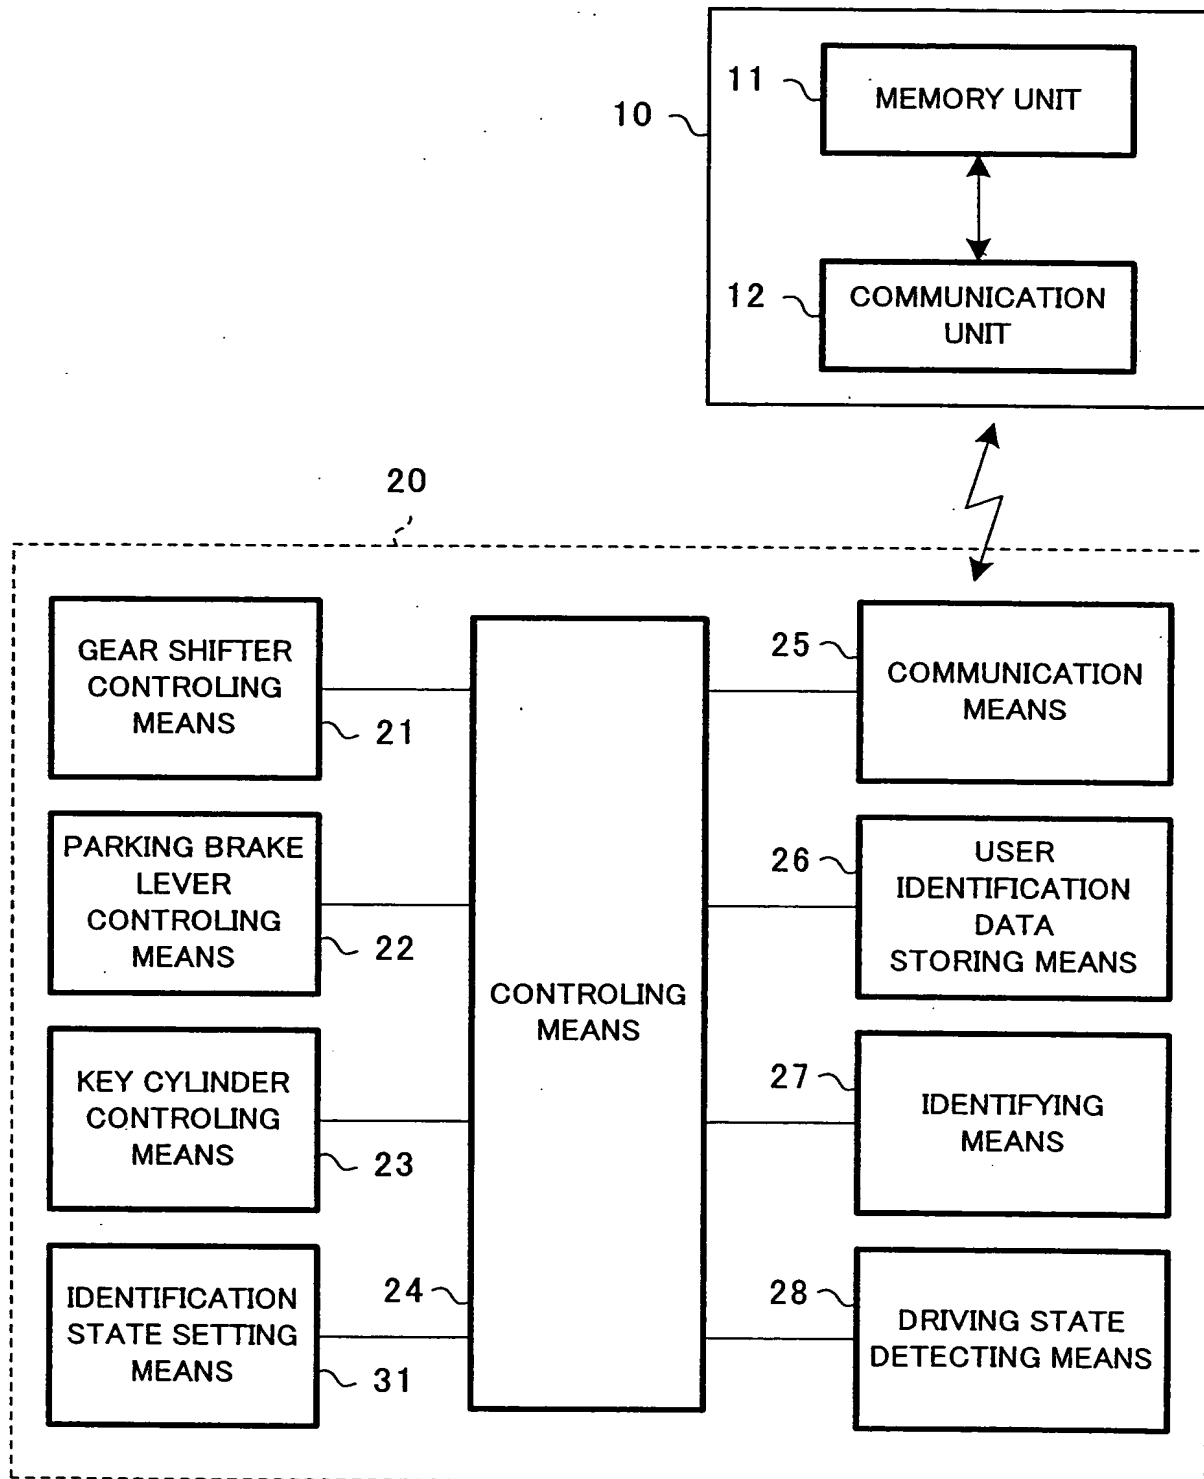 11
MEMORY UNIT
10
12
COMMUNICATION
UNIT
20
GEAR SHIFTER
CONTROLING
MEANS
21
PARKING BRAKE
LEVER
CONTROLING
MEANS
22
KEY CYLINDER
CONTROLING
MEANS
23
IDENTIFICATION
STATE SETTING
MEANS
31
24
CONTROLING
MEANS
25
COMMUNICATION
MEANS
26
USER
IDENTIFICATION
DATA
STORING MEANS
27
IDENTIFYING
MEANS
28
DRIVING STATE
DETECTING MEANS